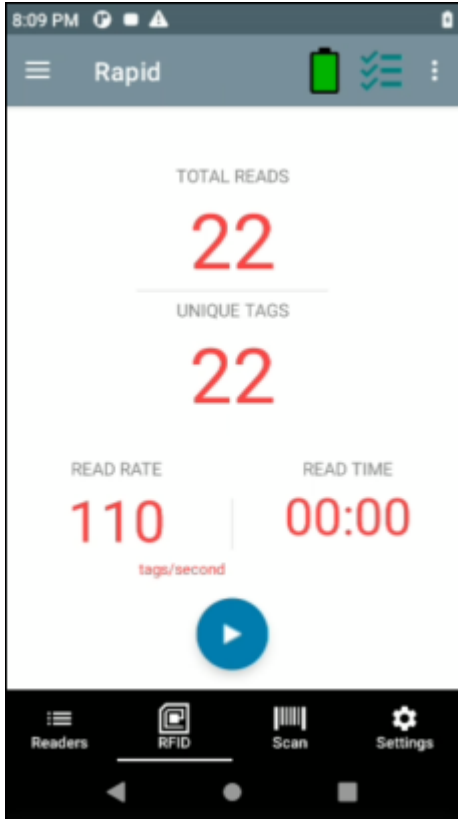 8:09 PM
Rapid
TOTAL READS
22
UNIQUE TAGS
22
READ RATE READ TIME
110 00:00
tags/second
Readers RFID Scan Settings